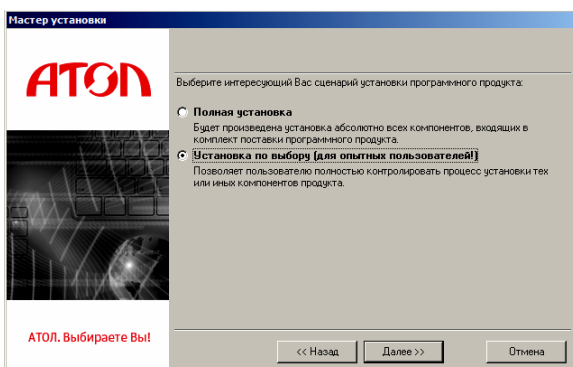 Мастер установки
АТОЛ
Выберите интересующий Вас сценарий установки программного продукта:
Полная установка
Будет произведена установка абсолютно всех компонентов, входящих в
комплект поставки программного продукта.
Установка по выбору (для опытных пользователей!)
Позволяет пользователю полностью контролировать процесс установки тех
или иных компонентов продукта.
АТОЛ. Выбираете Вы!
<< Назад
Далее >>
Отмена